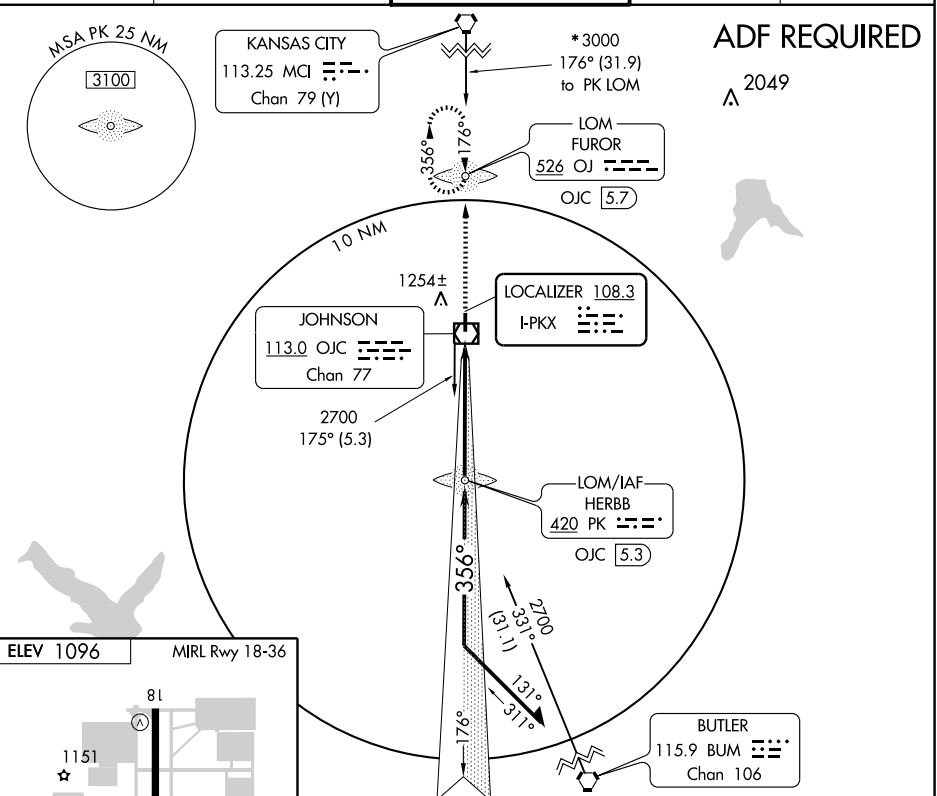 MSA PK 25 NM
3100
KANSAS CITY
113.25 MCI
Chan 79 (Y)
*3000
176° (31.9)
to PK LOM
ADF REQUIRED
2049
356°
176°
LOM
FUROR
526 OJ
OJC 5.7
10 NM
1254±
LOCALIZER 108.3
I-PKX
JOHNSON
113.0 OJC
Chan 77
2700
175° (5.3)
LOM/IAF
HERBB
420 PK
OJC 5.3
356°
2700
331°
(31.1)
131°
311°
176°
BUTLER
115.9 BUM
Chan 106
ELEV 1096
MIRL Rwy 18-36
18
A
1151